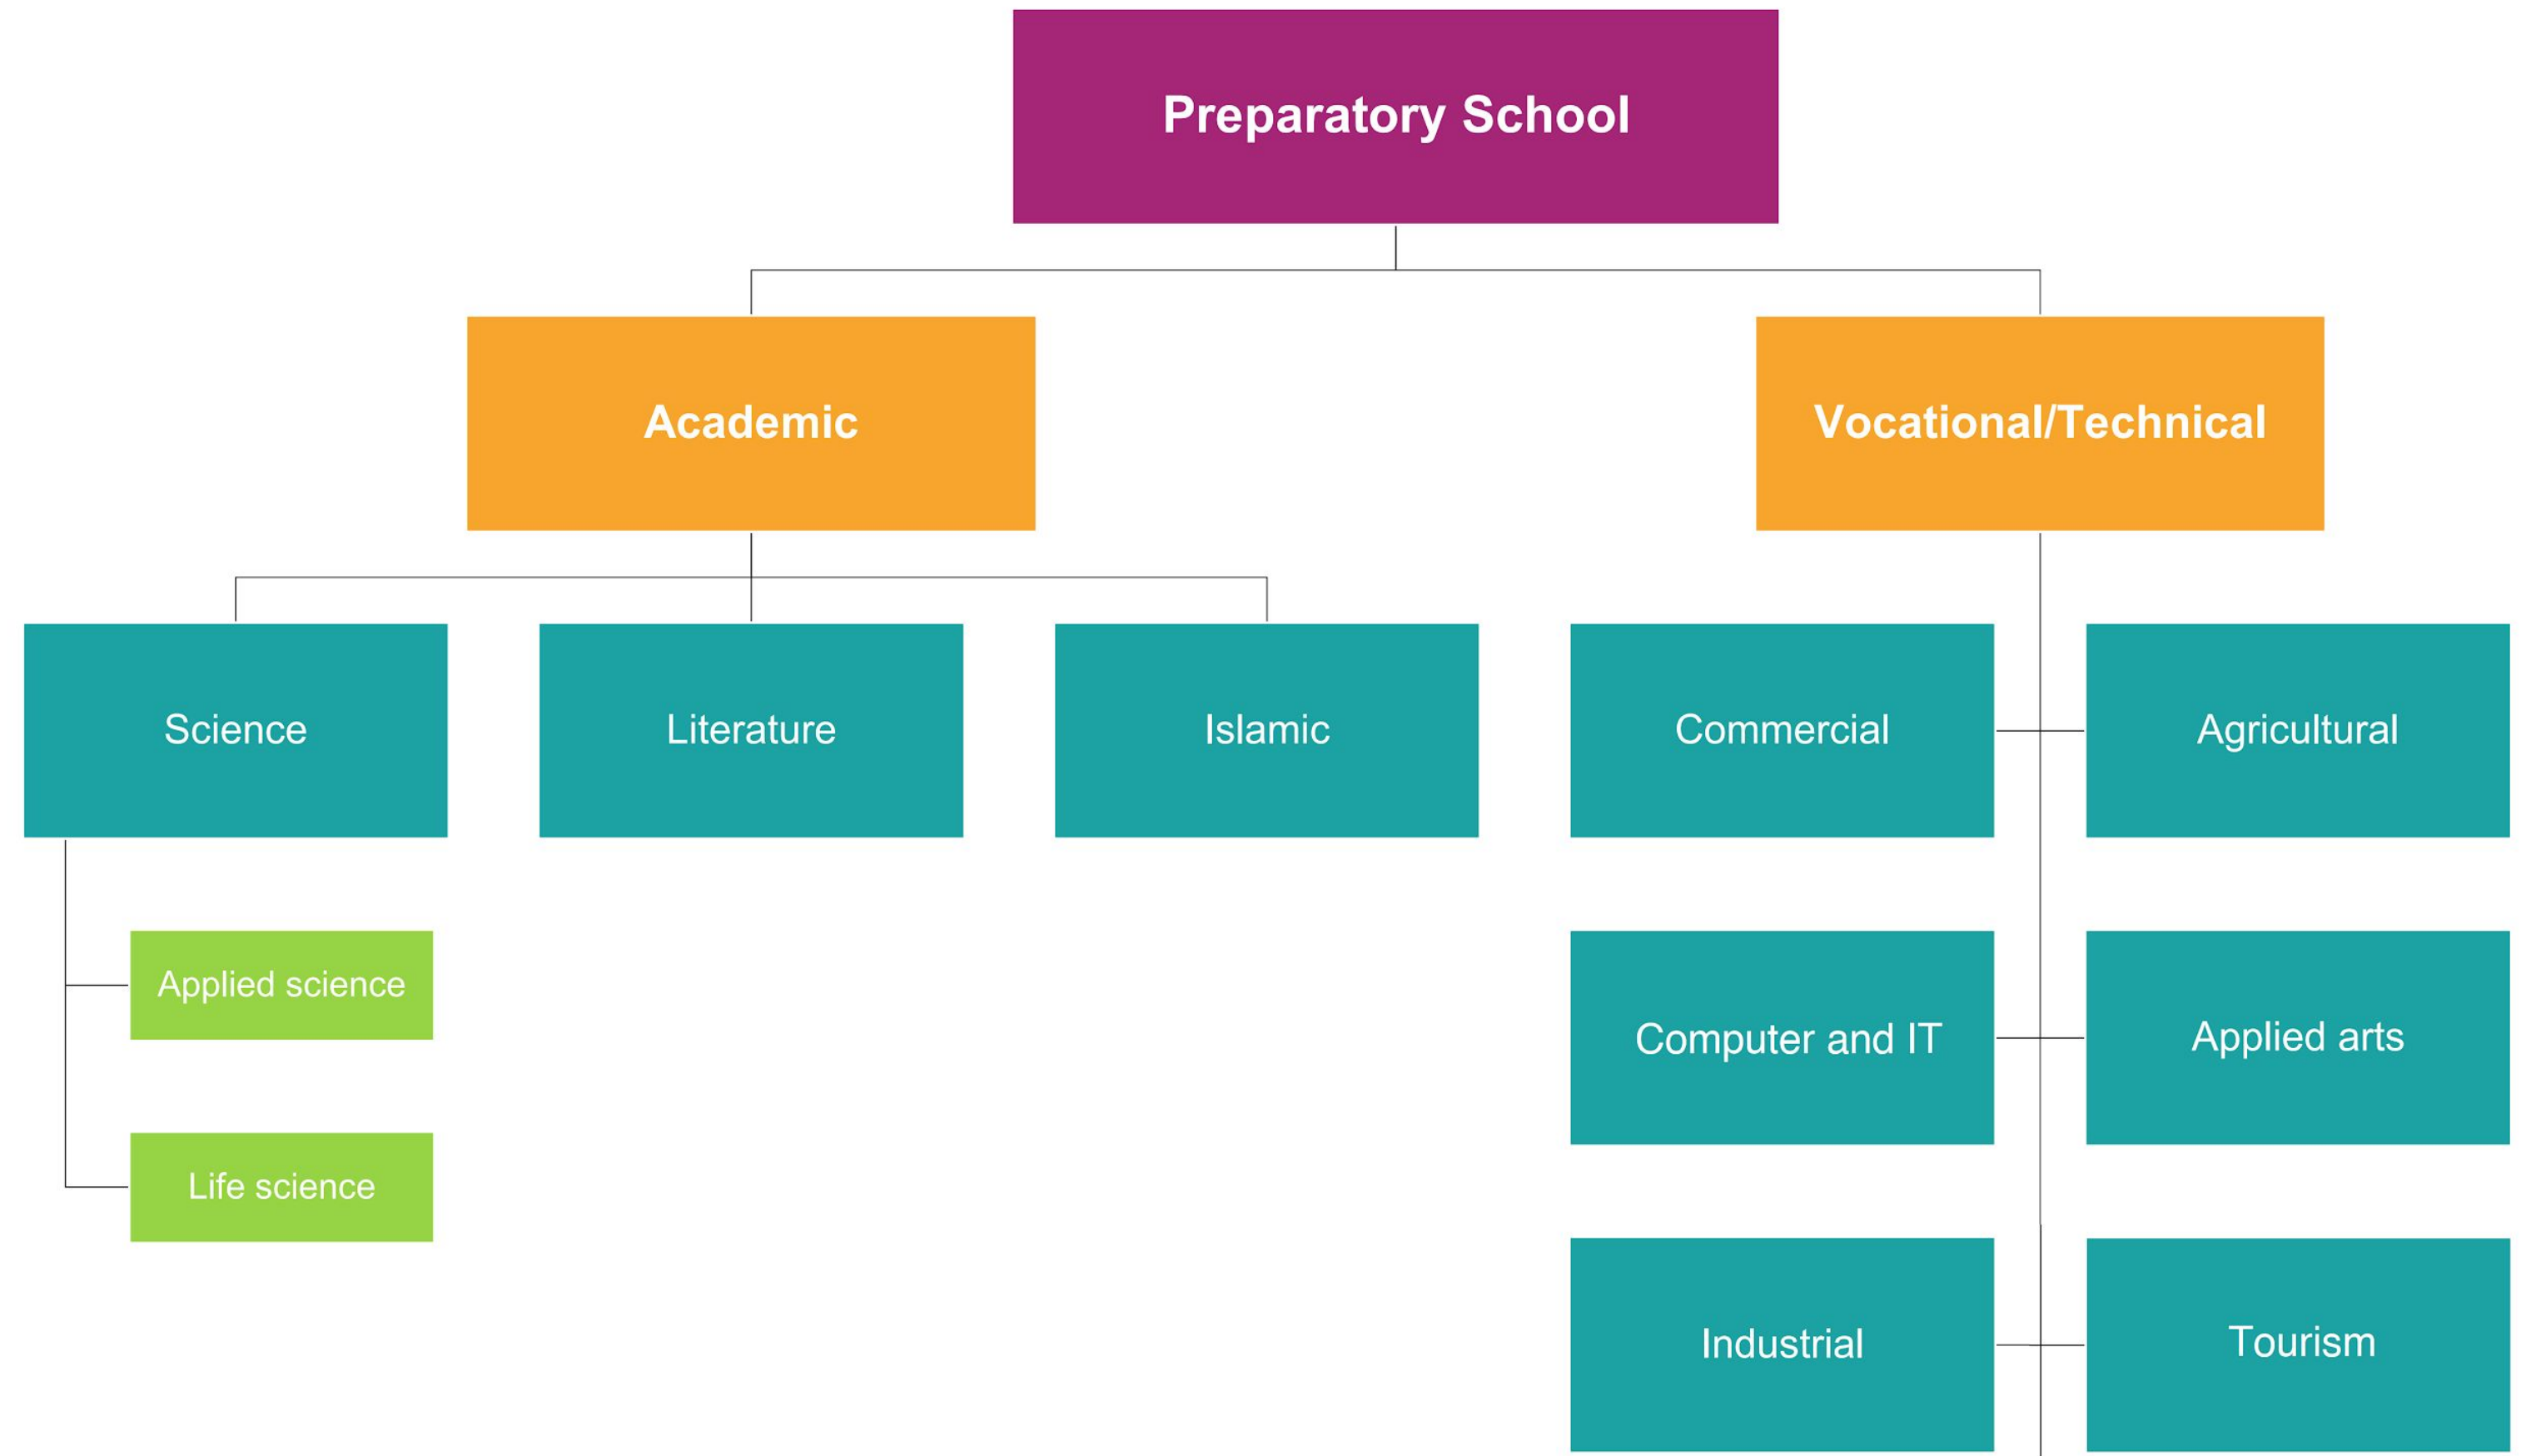 Preparatory School
Academic
Vocational/Technical
Science
Literature
Islamic
Commercial
Agricultural
Applied science
Computer and IT
Applied arts
Life science
Industrial
Tourism